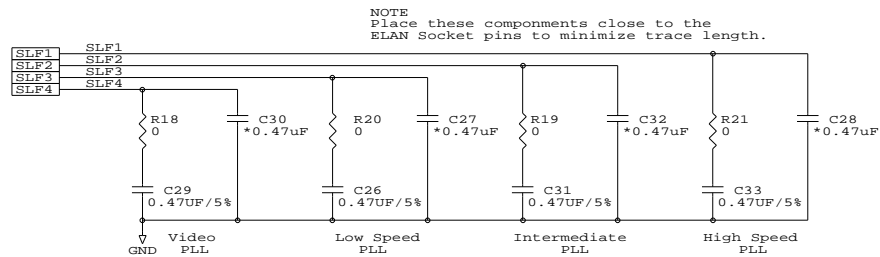 NOTE
Place these componments close to the
ELAN Socket pins to minimize trace length.
SLF1 SLF1
SLF2 SLF2
SLF3 SLF3
SLF4 SLF4
R18 C30 R20 C27 R19 C32 R21 C28
0 *0.47uF 0 *0.47uF 0 *0.47uF 0 *0.47uF
C29 C26 C31 C33
0.47UF/5% 0.47UF/5% 0.47UF/5% 0.47UF/5%
Video Low Speed Intermediate High Speed
GND PLL PLL PLL PLL